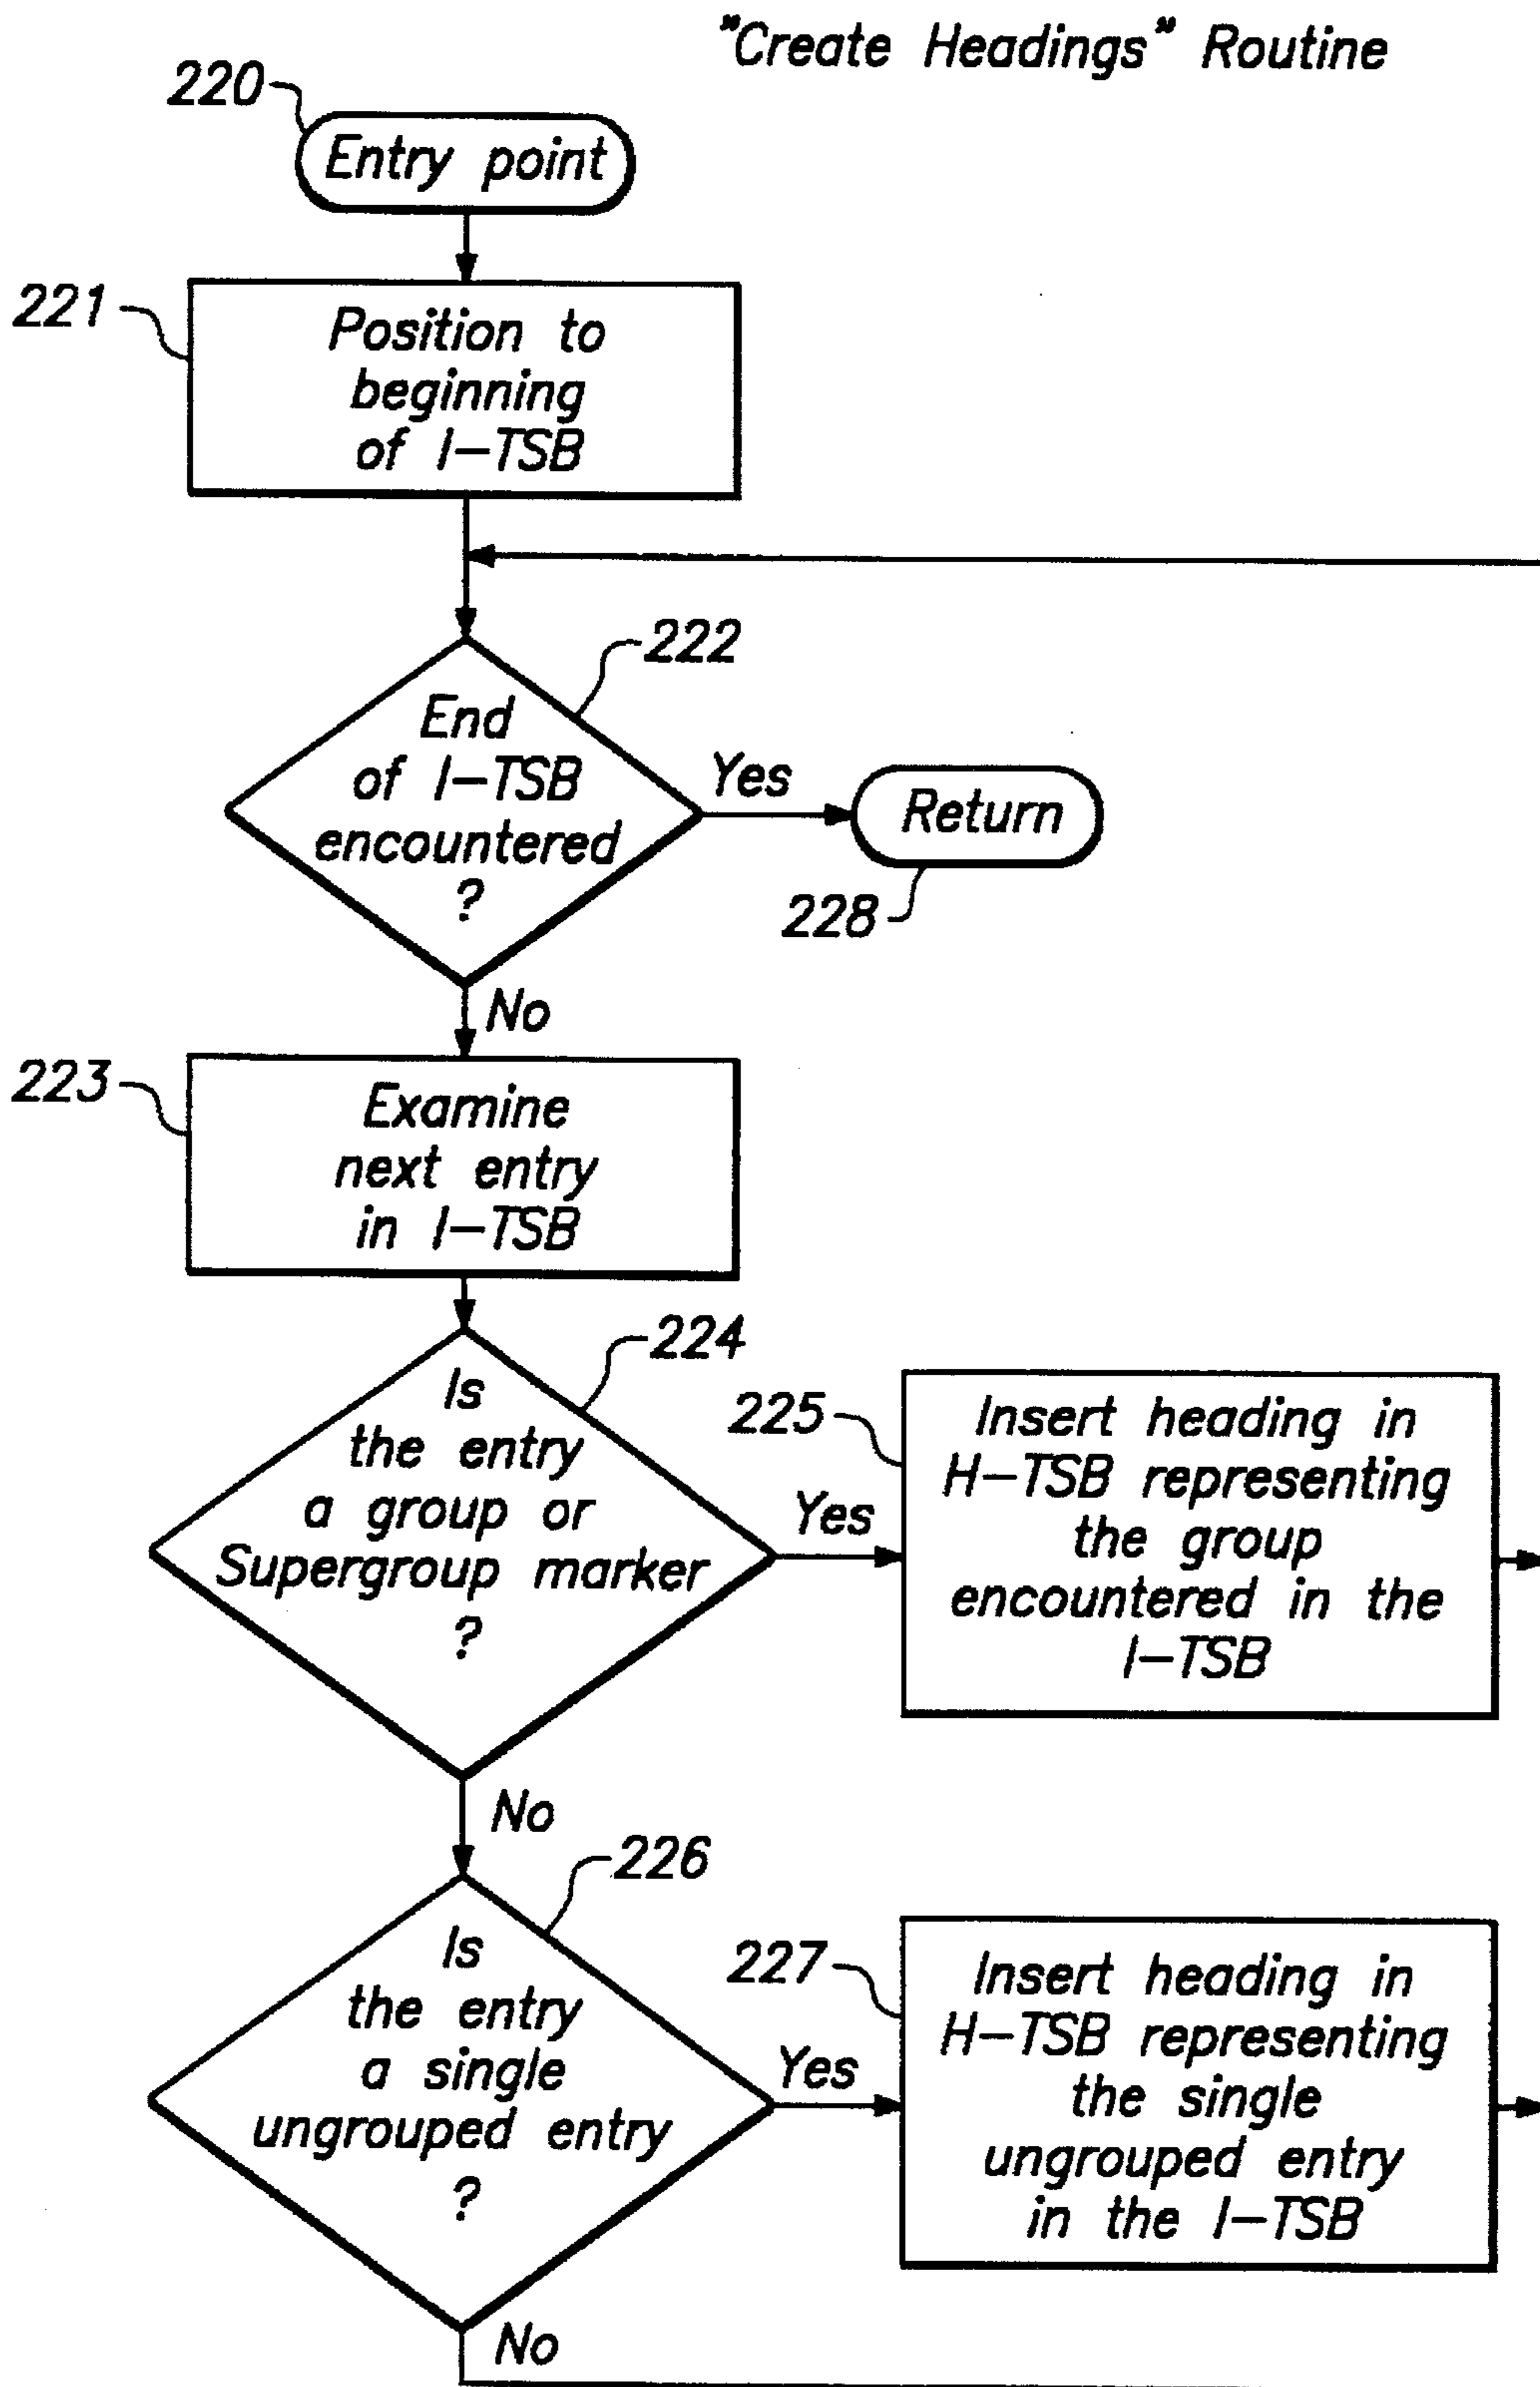 "Create Headings" Routine
220
Entry point
221
Position to
beginning
of I-TSB
222
End
of I-TSB
encountered
?
Yes
Return
228
No
223
Examine
next entry
in I-TSB
224
Is
the entry
a group or
Supergroup marker
?
Yes
225
Insert heading in
H-TSB representing
the group
encountered in the
I-TSB
No
226
Is
the entry
a single
ungrouped entry
?
Yes
227
Insert heading in
H-TSB representing
the single
ungrouped entry
in the I-TSB
No